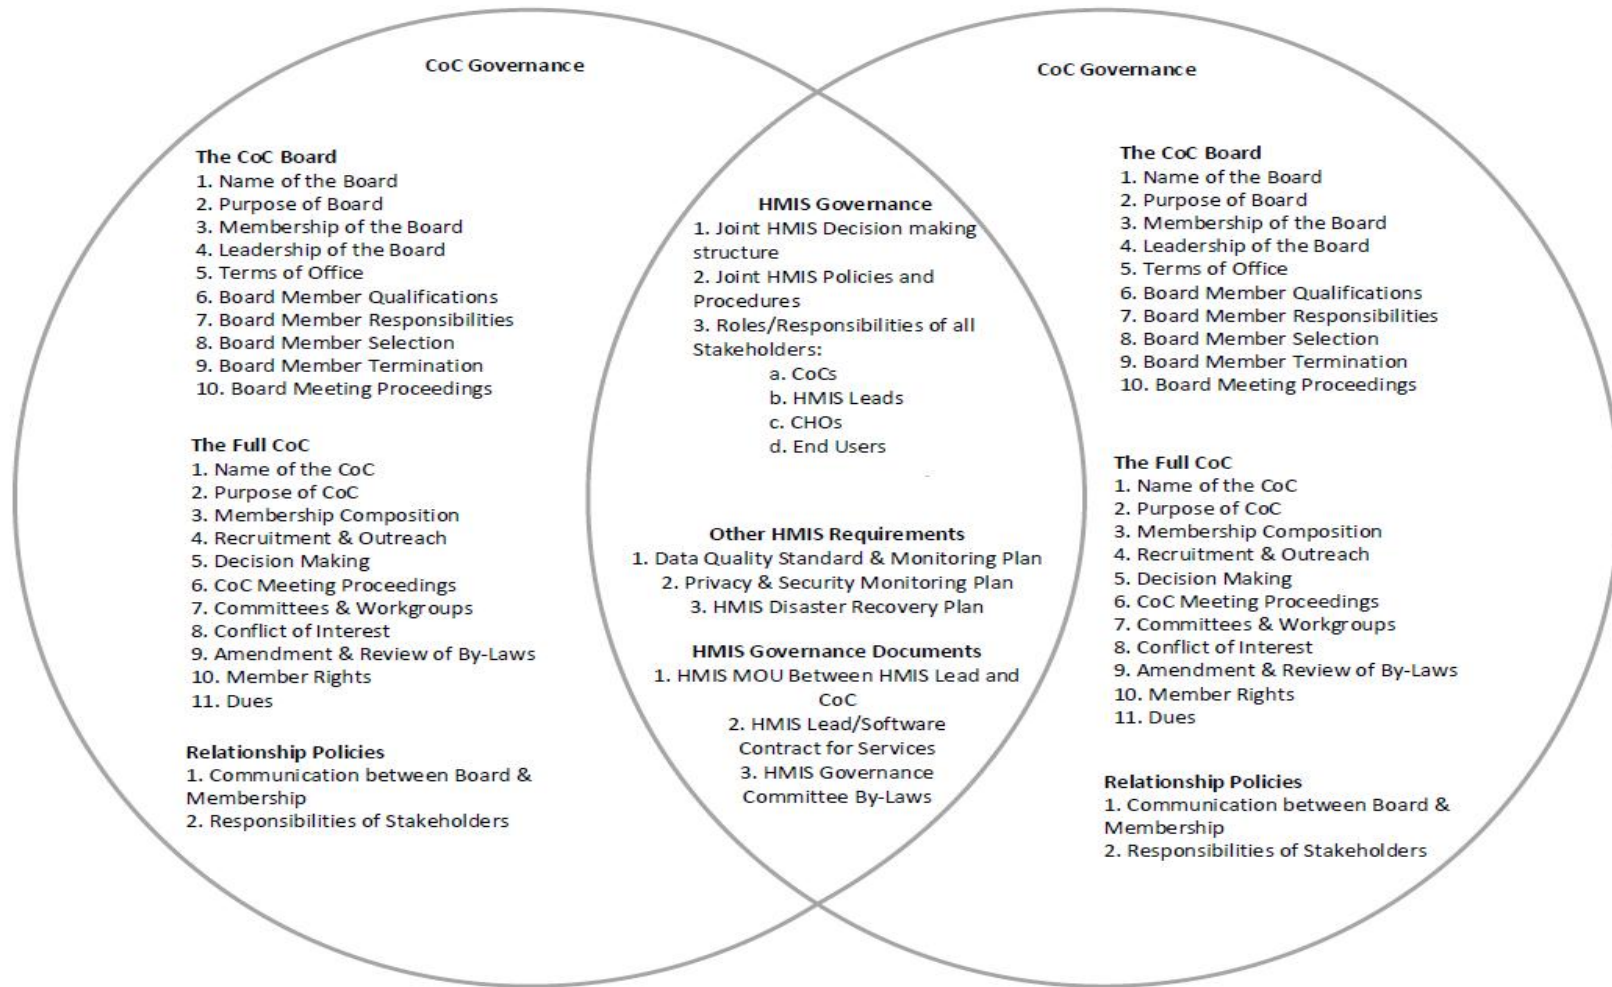 CoC Governance
The CoC Board
1. Name of the Board
2. Purpose of Board
3. Membership of the Board
4. Leadership of the Board
5. Terms of Office
6. Board Member Qualifications
7. Board Member Responsibilities
8. Board Member Selection
9. Board Member Termination
10. Board Meeting Proceedings
The Full CoC
1. Name of the CoC
2. Purpose of CoC
3. Membership Composition
4. Recruitment & Outreach
5. Decision Making
6. CoC Meeting Proceedings
7. Committees & Workgroups
8. Conflict of Interest
9. Amendment & Review of By-Laws
10. Member Rights
11. Dues
Relationship Policies
1. Communication between Board &
Membership
2. Responsibilities of Stakeholders
HMIS Governance
1. Joint HMIS Decision making
structure
2. Joint HMIS Policies and
Procedures
3. Roles/Responsibilities of all
Stakeholders:
a. CoCs
b. HMIS Leads
c. CHOs
d. End Users
Other HMIS Requirements
1. Data Quality Standard & Monitoring Plan
2. Privacy & Security Monitoring Plan
3. HMIS Disaster Recovery Plan
HMIS Governance Documents
1. HMIS MOU Between HMIS Lead and
CoC
2. HMIS Lead/Software
Contract for Services
3. HMIS Governance
Committee By-Laws
CoC Governance
The CoC Board
1. Name of the Board
2. Purpose of Board
3. Membership of the Board
4. Leadership of the Board
5. Terms of Office
6. Board Member Qualifications
7. Board Member Responsibilities
8. Board Member Selection
9. Board Member Termination
10. Board Meeting Proceedings
The Full CoC
1. Name of the CoC
2. Purpose of CoC
3. Membership Composition
4. Recruitment & Outreach
5. Decision Making
6. CoC Meeting Proceedings
7. Committees & Workgroups
8. Conflict of Interest
9. Amendment & Review of By-Laws
10. Member Rights
11. Dues
Relationship Policies
1. Communication between Board &
Membership
2. Responsibilities of Stakeholders